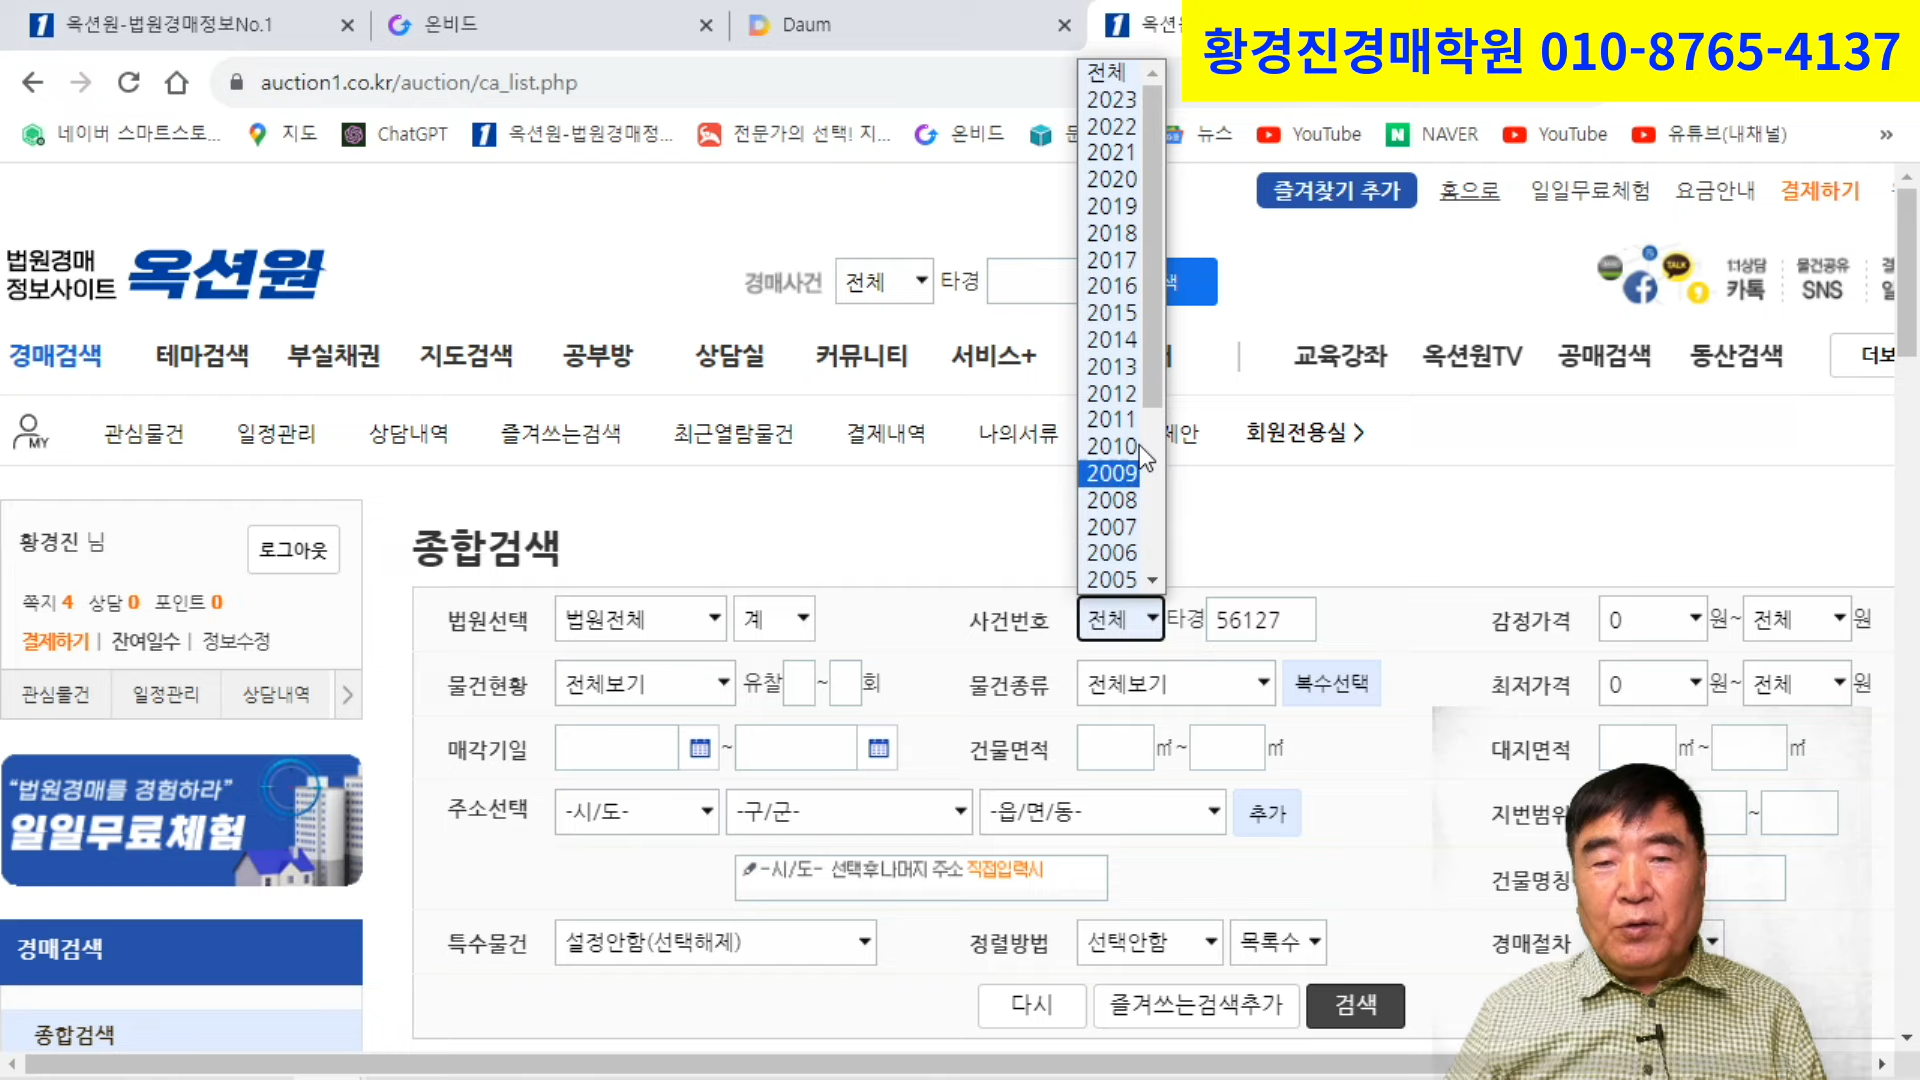 옥션원-법원경매정보No.1
온비드
Daum
황경진경매학원 010-8765-4137
auction1.co.kr/auction/ca_list.php
네이버 스마트스토...
지도
ChatGPT
옥션원-법원경매정...
전문가의 선택! 지...
온비드
뉴스
YouTube
NAVER
YouTube
유튜브(내채널)
»
전체
2023
2022
2021
2020
2019
2018
2017
2016
2015
2014
2013
2012
2011
2010
2009
2008
2007
2006
2005
즐겨찾기 추가
홈으로
일일무료체험
요금안내
결제하기
법원경매
정보사이트
옥션원
경매사건
전체
타경
TALK
1:1상담
카톡
물건공유
SNS
경매검색
테마검색
부실채권
지도검색
공부방
상담실
커뮤니티
서비스+
교육강좌
옥션원TV
공매검색
동산검색
더보
MY
관심물건
일정관리
상담내역
즐겨쓰는검색
최근열람물건
결제내역
나의서류
제안
회원전용실
황경진 님
로그아웃
쪽지 4 상담 0 포인트 0
결제하기 | 잔여일수 | 정보수정
관심물건
일정관리
상담내역
“법원경매를 경험하라”
일일무료체험
경매검색
종합검색
종합검색
법원선택
법원전체
계
사건번호
전체
타경
56127
감정가격
0
원~
전체
원
물건현황
전체보기
유찰
~
회
물건종류
전체보기
복수선택
최저가격
0
원~
전체
원
매각기일
~
건물면적
㎡~
㎡
대지면적
㎡~
㎡
주소선택
-시/도-
-구/군-
-읍/면/동-
추가
지번범위
~
-시/도- 선택후 나머지 주소 직접입력시
건물명칭
특수물건
설정안함(선택해제)
정렬방법
선택안함
목록수
경매절차
다시
즐겨쓰는검색추가
검색